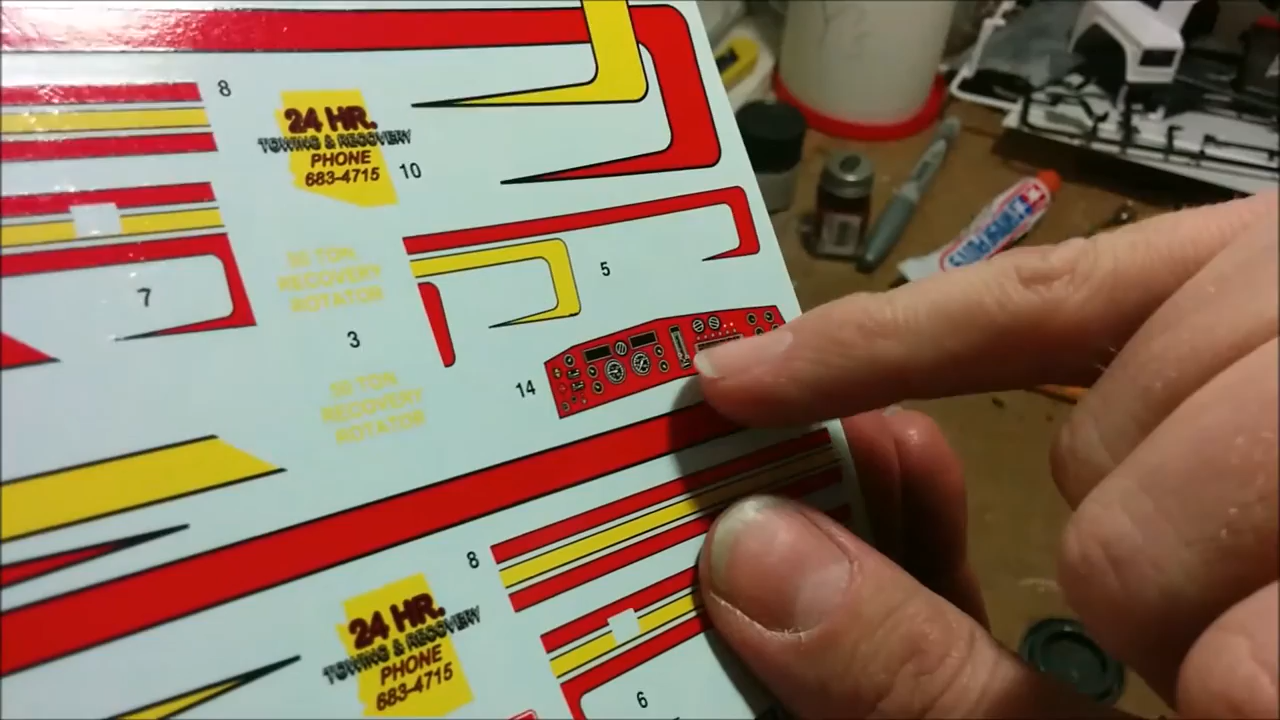 8
24 HR.
TOWING & RECOVERY
PHONE
683-4715
10
50 TON
RECOVERY
ROTATOR
5
7
3
14
50 TON
RECOVERY
ROTATOR
8
24 HR.
TOWING & RECOVERY
PHONE
683-4715
6